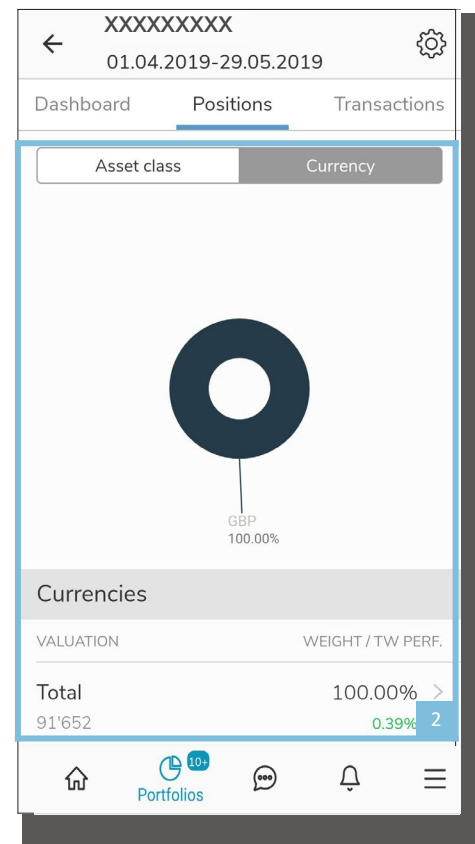 XXXXXXXXX
01.04.2019-29.05.2019
Dashboard Positions Transactions
Asset class Currency
GBP
100.00%
Currencies
VALUATION WEIGHT / TW PERF.
Total 100.00%
91'652 0.39%
2
10+
Portfolios